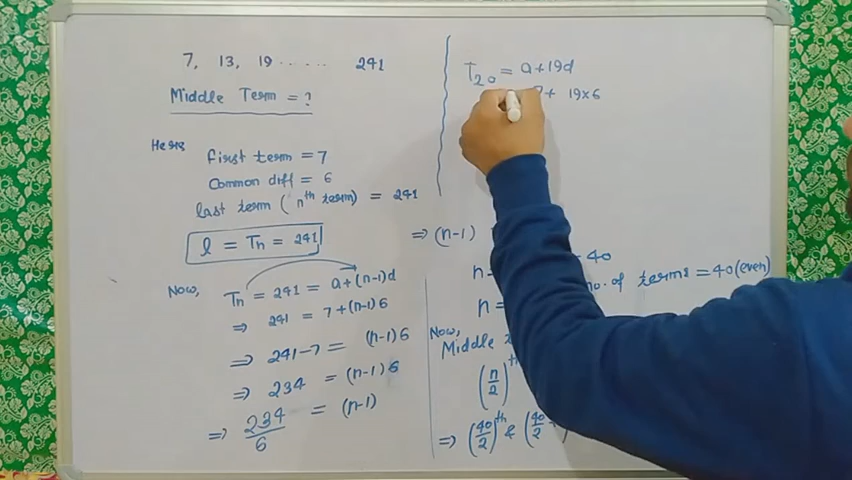 7, 13, 19 ...... 241
Middle Term = ?
Here
first term = 7
Common diff = 6
last term (nth term) = 241
l = Tn = 241
Now, Tn = 241 = a+(n-1)d
⇒ 241 = 7+(n-1)6
⇒ 241-7 = (n-1)6
⇒ 234 = (n-1)6
⇒ 234/6 = (n-1)
⇒ (n-1)
n
40
n =
no. of terms = 40 (even)
Now,
Middle
(n/2)th
⇒ (40/2)th & (40/2
T20 = a+19d
7+ 19×6